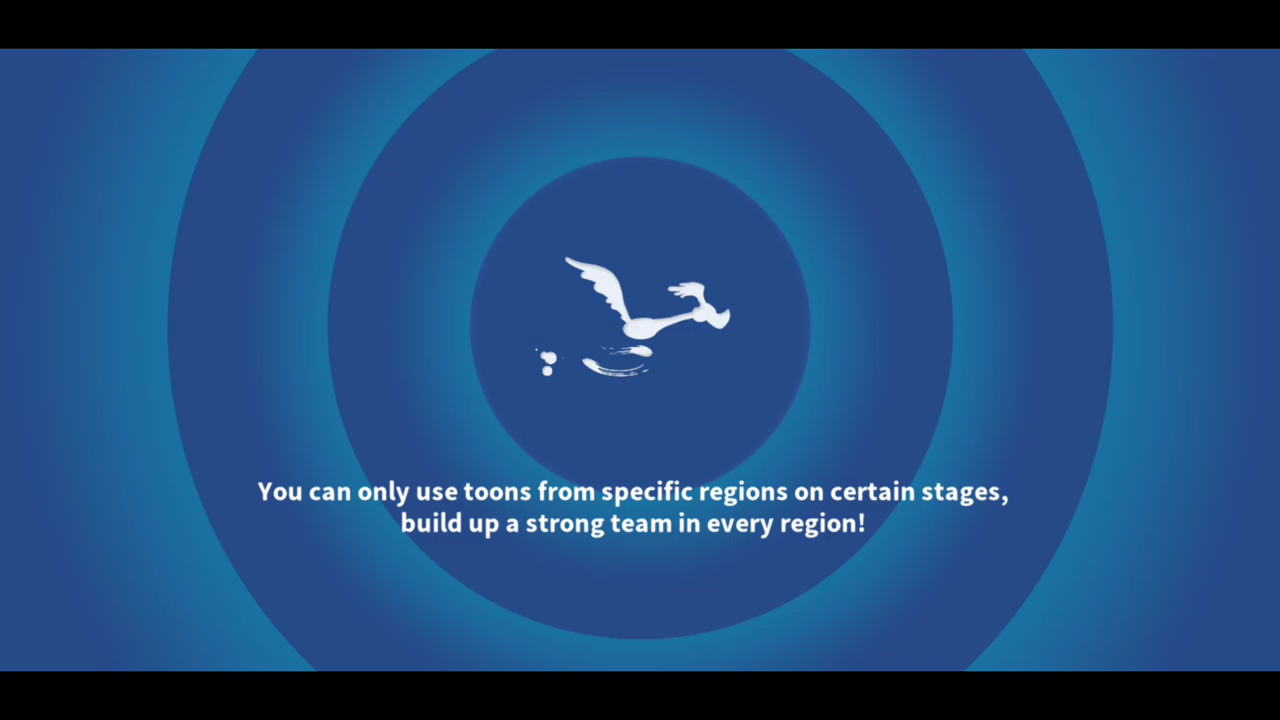 You can only use toons from specific regions on certain stages,
build up a strong team in every region!